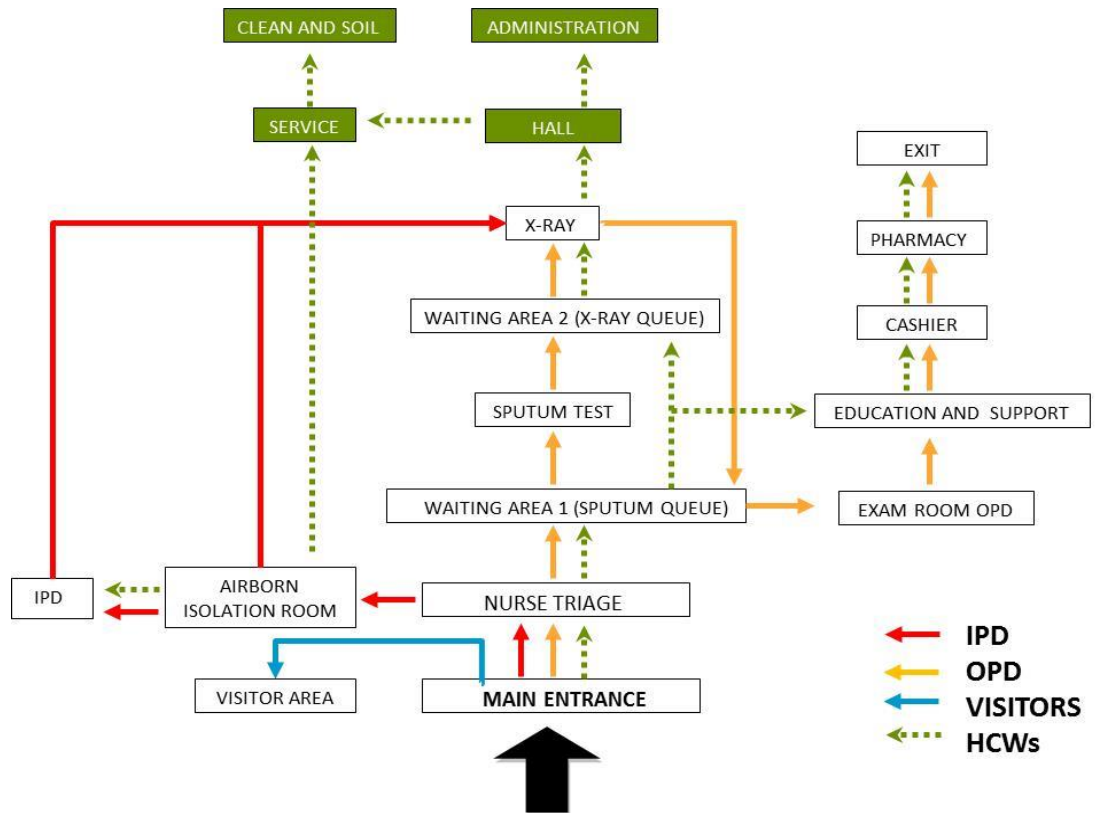 CLEAN AND SOIL
ADMINISTRATION
SERVICE
HALL
EXIT
X-RAY
PHARMACY
WAITING AREA 2 (X-RAY QUEUE)
CASHIER
SPUTUM TEST
EDUCATION AND SUPPORT
WAITING AREA 1 (SPUTUM QUEUE)
EXAM ROOM OPD
IPD
AIRBORN
ISOLATION ROOM
NURSE TRIAGE
VISITOR AREA
MAIN ENTRANCE
IPD
OPD
VISITORS
HCWs